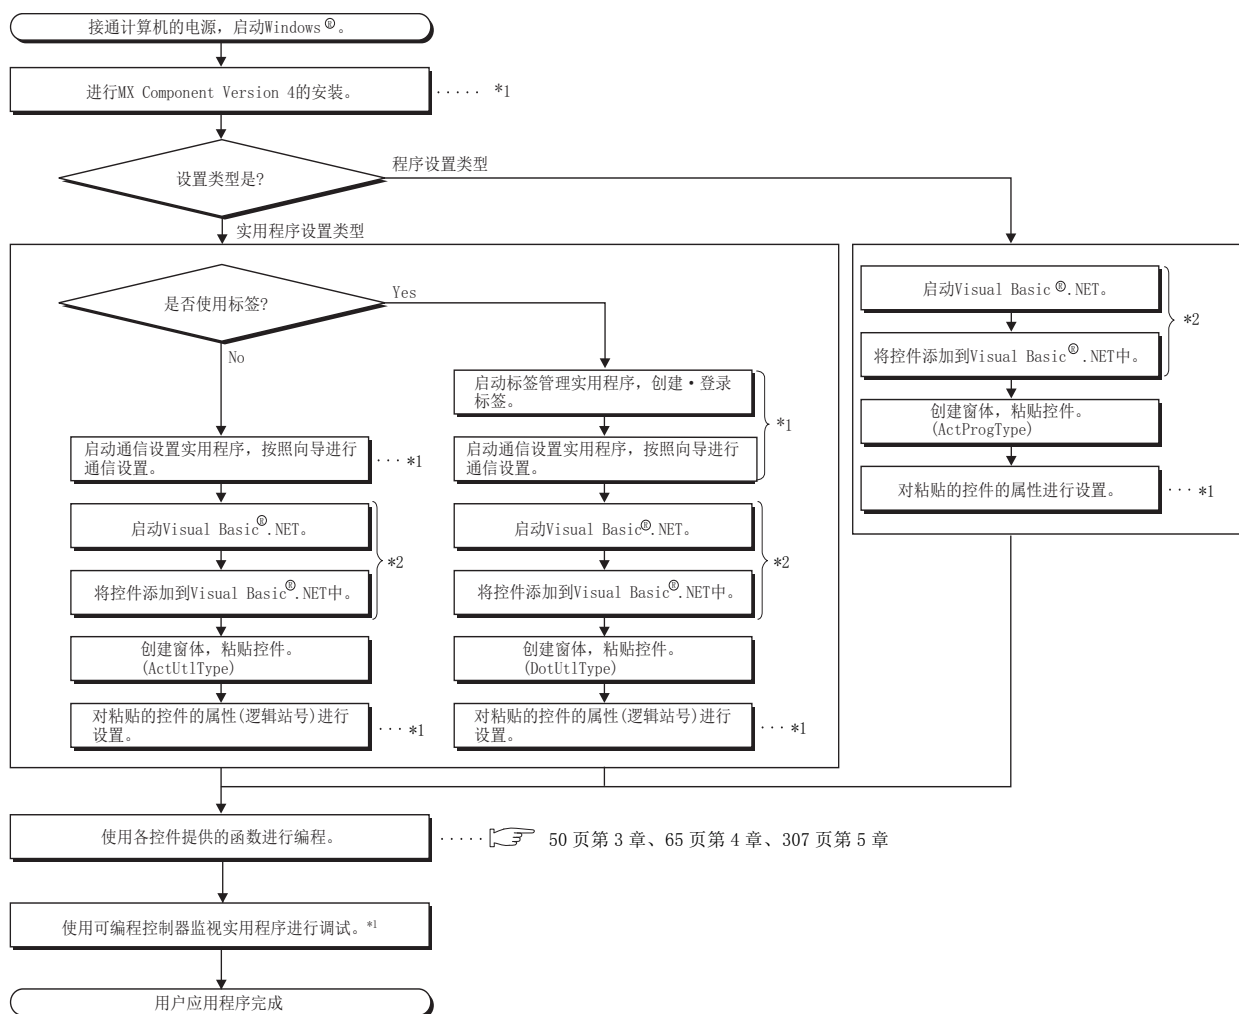 接通计算机的电源，启动Windows®。
进行MX Component Version 4的安装。
····· *1
设置类型是?
程序设置类型
实用程序设置类型
是否使用标签?
Yes
No
启动通信设置实用程序，按照向导进行
通信设置。
··· *1
启动Visual Basic®.NET。
将控件添加到Visual Basic®.NET中。
*2
创建窗体，粘贴控件。
(ActUtlType)
对粘贴的控件的属性(逻辑站号)进行
设置。
··· *1
启动标签管理实用程序，创建·登录
标签。
启动通信设置实用程序，按照向导进行
通信设置。
*1
启动Visual Basic®.NET。
将控件添加到Visual Basic®.NET中。
*2
创建窗体，粘贴控件。
(DotUtlType)
对粘贴的控件的属性(逻辑站号)进行
设置。
··· *1
启动Visual Basic®.NET。
将控件添加到Visual Basic®.NET中。
*2
创建窗体，粘贴控件。
(ActProgType)
对粘贴的控件的属性进行设置。
··· *1
使用各控件提供的函数进行编程。
····· 50 页第 3 章、65 页第 4 章、307 页第 5 章
使用可编程控制器监视实用程序进行调试。*1
用户应用程序完成